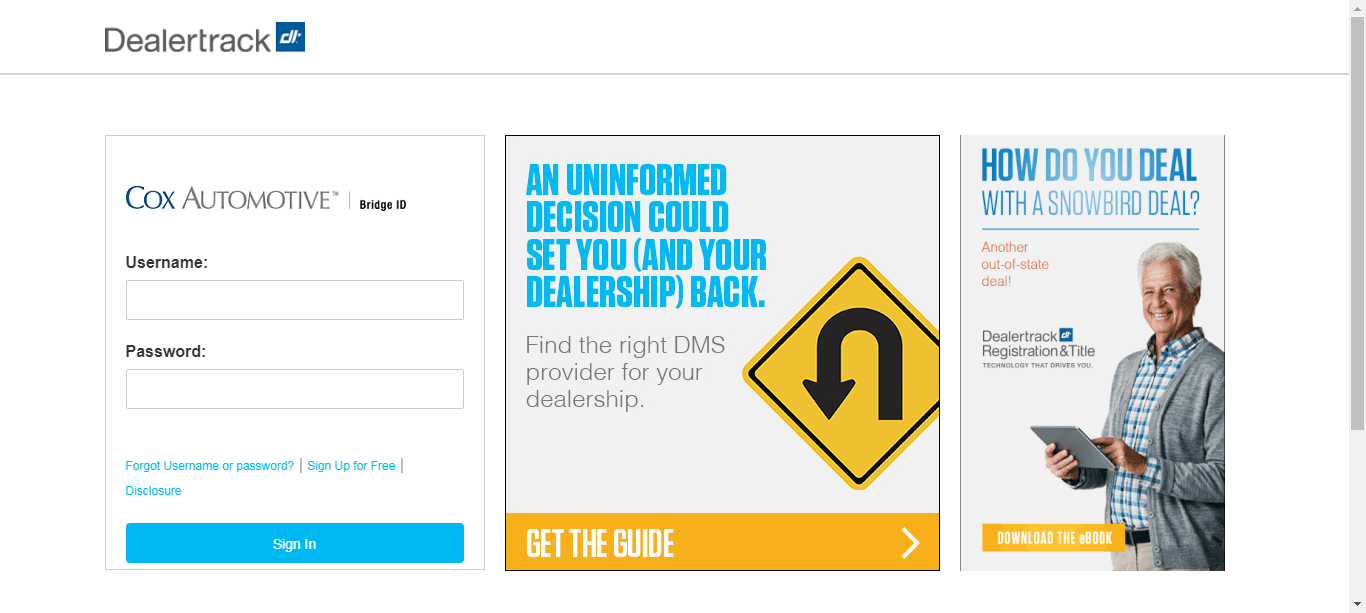 Dealertrack dt
COX AUTOMOTIVE™ | Bridge ID
Username:
Password:
Forgot Username or password? | Sign Up for Free |
Disclosure
Sign In
AN UNINFORMED
DECISION COULD
SET YOU (AND YOUR
DEALERSHIP) BACK.
Find the right DMS
provider for your
dealership.
GET THE GUIDE
HOW DO YOU DEAL
WITH A SNOWBIRD DEAL?
Another
out-of-state
deal!
Dealertrack dt
Registration&Title
TECHNOLOGY THAT DRIVES YOU.
DOWNLOAD THE eBOOK